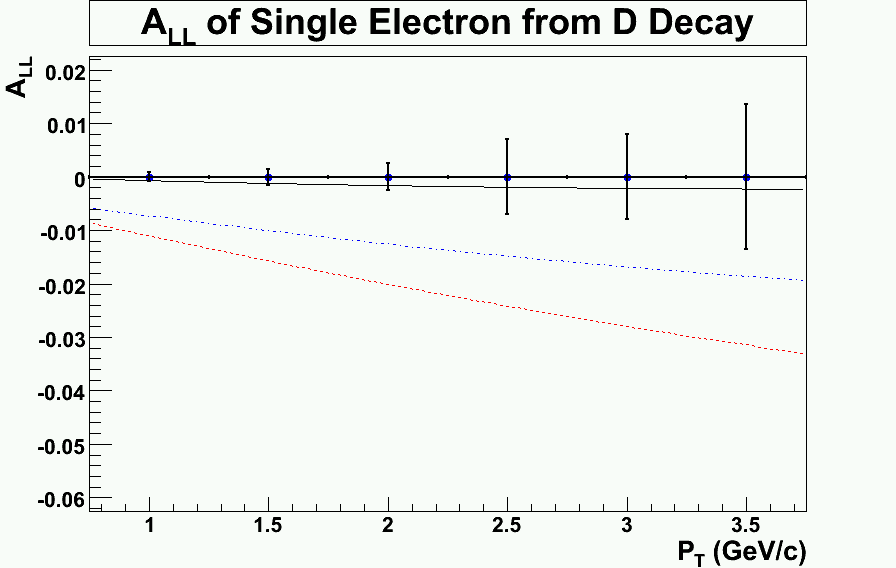 A_LL of Single Electron from D Decay
A_LL
0.02
0.01
0
-0.01
-0.02
-0.03
-0.04
-0.05
-0.06
1 1.5 2 2.5 3 3.5
P_T (GeV/c)